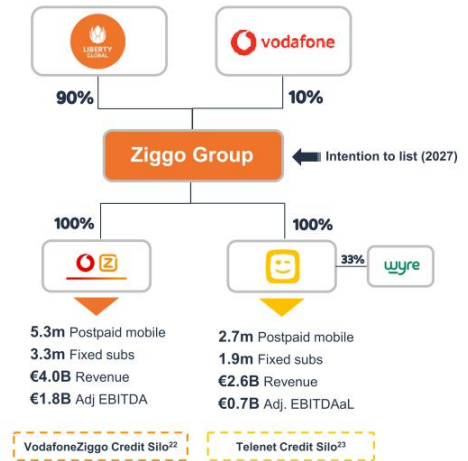 LIBERTY
GLOBAL
vodafone
90%
10%
Ziggo Group
Intention to list (2027)
100%
100%
Z
33%
wyre
5.3m Postpaid mobile
3.3m Fixed subs
€4.0B Revenue
€1.8B Adj EBITDA
2.7m Postpaid mobile
1.9m Fixed subs
€2.6B Revenue
€0.7B Adj. EBITDAaL
VodafoneZiggo Credit Silo²²
Telenet Credit Silo²³